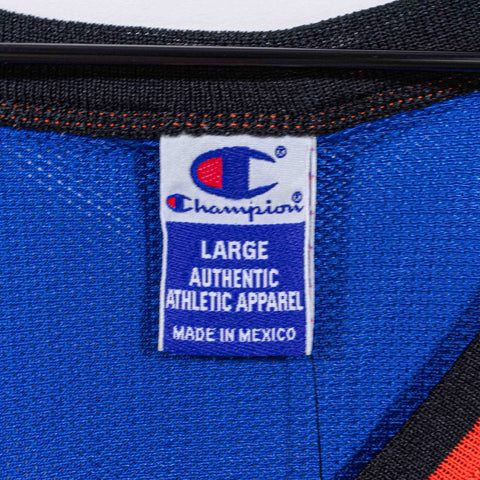 Champion®
LARGE
AUTHENTIC
ATHLETIC APPAREL
MADE IN MEXICO